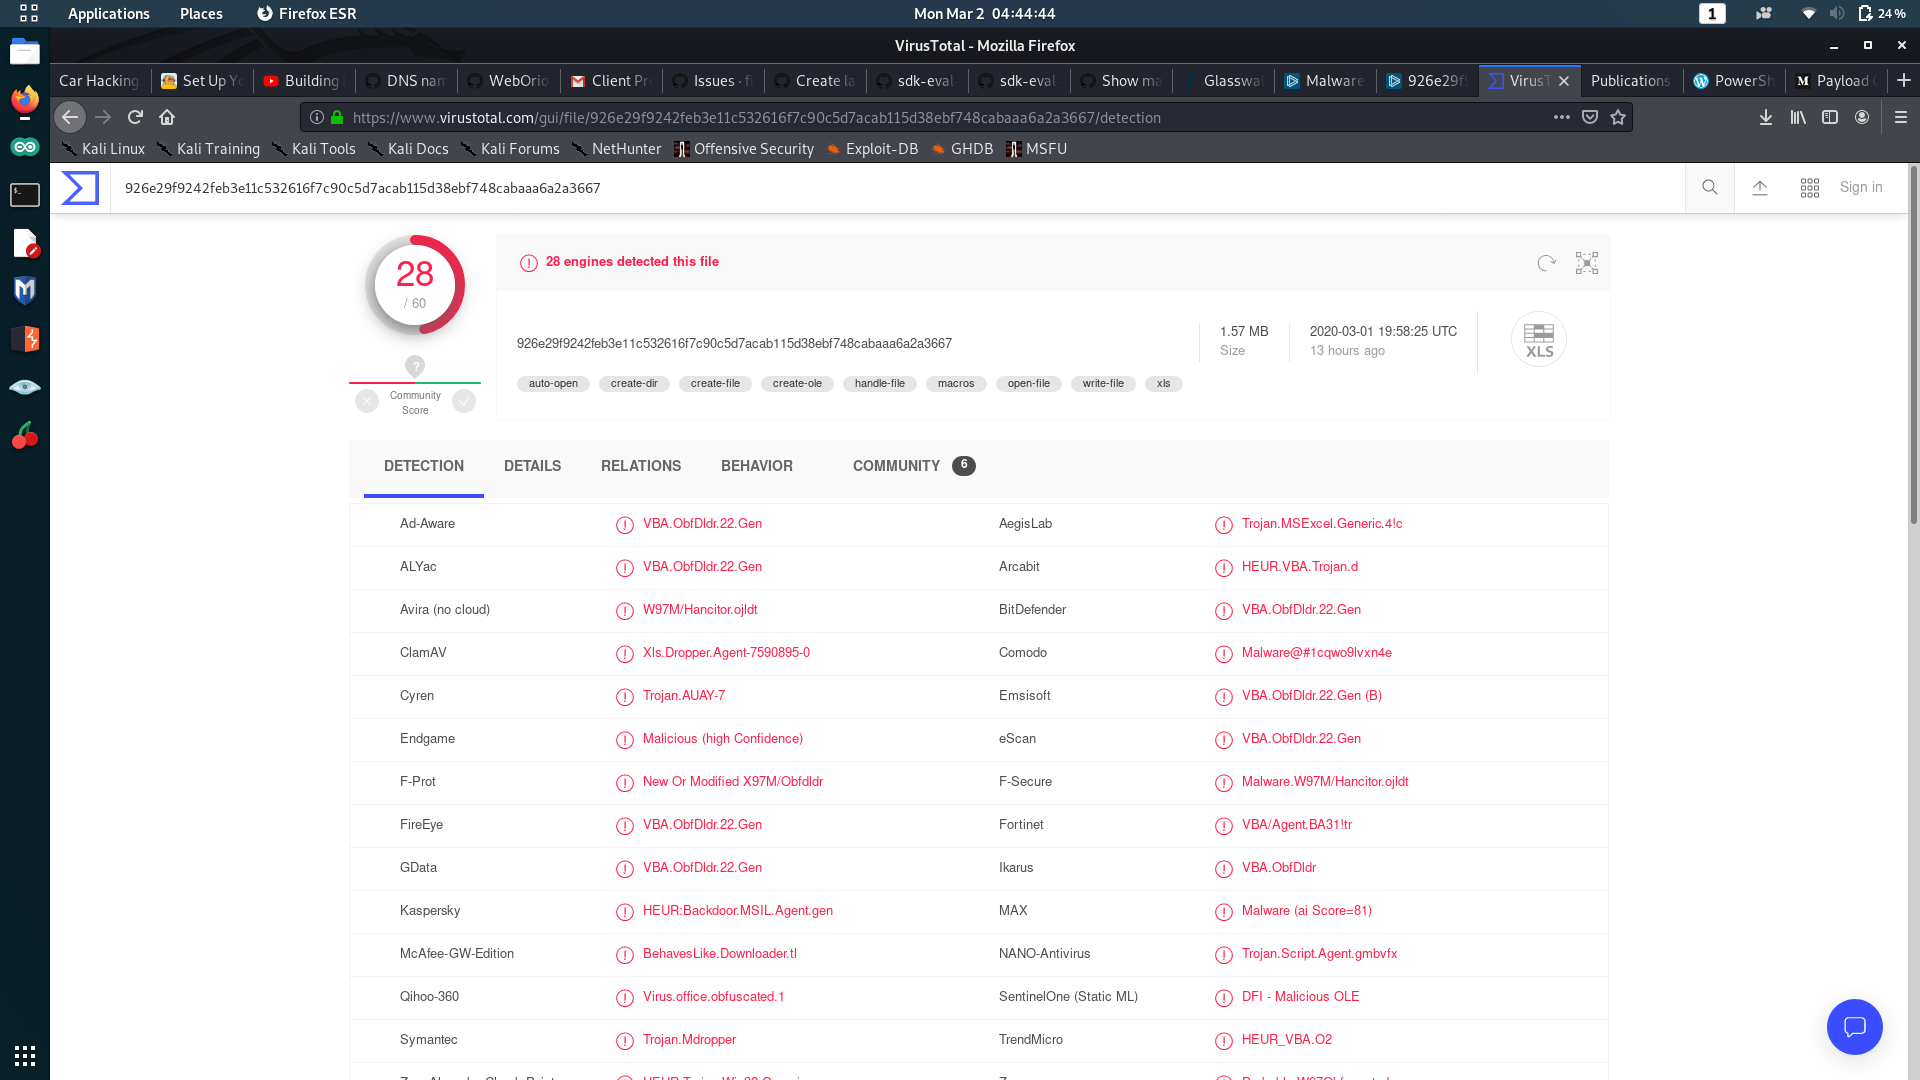 Applications Places Firefox ESR Mon Mar 2 04:44:44 1 24 %
VirusTotal - Mozilla Firefox
Car Hacking Set Up Yo Building DNS nam WebOrio Client Pr Issues · fi Create la sdk-eval- sdk-eval- Show ma Glasswal Malware 926e29f9 VirusT Publications PowerSh Payload
https://www.virustotal.com/gui/file/926e29f9242feb3e11c532616f7c90c5d7acab115d38ebf748cabaaa6a2a3667/detection
Kali Linux Kali Training Kali Tools Kali Docs Kali Forums NetHunter Offensive Security Exploit-DB GHDB MSFU
926e29f9242feb3e11c532616f7c90c5d7acab115d38ebf748cabaaa6a2a3667 Sign in
28
/ 60
28 engines detected this file
926e29f9242feb3e11c532616f7c90c5d7acab115d38ebf748cabaaa6a2a3667
1.57 MB
Size
2020-03-01 19:58:25 UTC
13 hours ago
XLS
auto-open create-dir create-file create-ole handle-file macros open-file write-file xls
?
Community
Score
DETECTION DETAILS RELATIONS BEHAVIOR COMMUNITY 6
Ad-Aware VBA.ObfDldr.22.Gen AegisLab Trojan.MSExcel.Generic.4!c
ALYac VBA.ObfDldr.22.Gen Arcabit HEUR.VBA.Trojan.d
Avira (no cloud) W97M/Hancitor.ojldt BitDefender VBA.ObfDldr.22.Gen
ClamAV Xls.Dropper.Agent-7590895-0 Comodo Malware@#1cqwo9lvxn4e
Cyren Trojan.AUAY-7 Emsisoft VBA.ObfDldr.22.Gen (B)
Endgame Malicious (high Confidence) eScan VBA.ObfDldr.22.Gen
F-Prot New Or Modified X97M/Obfdldr F-Secure Malware.W97M/Hancitor.ojldt
FireEye VBA.ObfDldr.22.Gen Fortinet VBA/Agent.BA31!tr
GData VBA.ObfDldr.22.Gen Ikarus VBA.ObfDldr
Kaspersky HEUR:Backdoor.MSIL.Agent.gen MAX Malware (ai Score=81)
McAfee-GW-Edition BehavesLike.Downloader.tl NANO-Antivirus Trojan.Script.Agent.gmbvfx
Qihoo-360 Virus.office.obfuscated.1 SentinelOne (Static ML) DFI - Malicious OLE
Symantec Trojan.Mdropper TrendMicro HEUR_VBA.O2